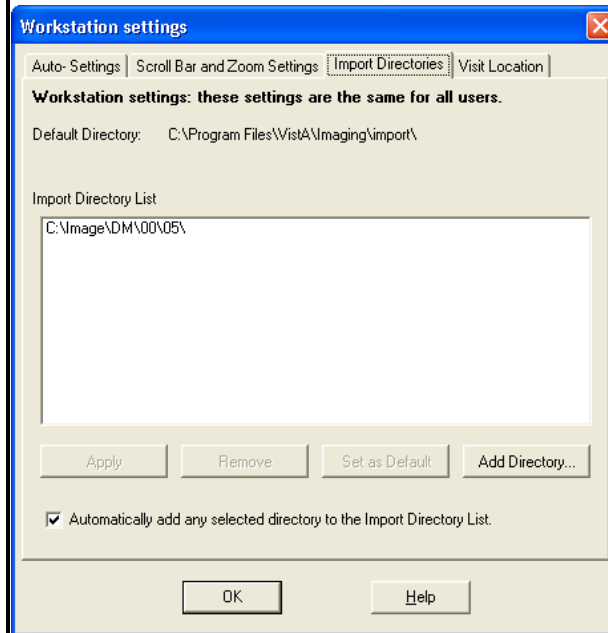 Workstation settings
Auto- Settings Scroll Bar and Zoom Settings Import Directories Visit Location
Workstation settings: these settings are the same for all users.
Default Directory: C:\Program Files\VistA\Imaging\import\
Import Directory List
C:\Image\DM\00\05\
Apply Remove Set as Default Add Directory...
Automatically add any selected directory to the Import Directory List.
OK Help